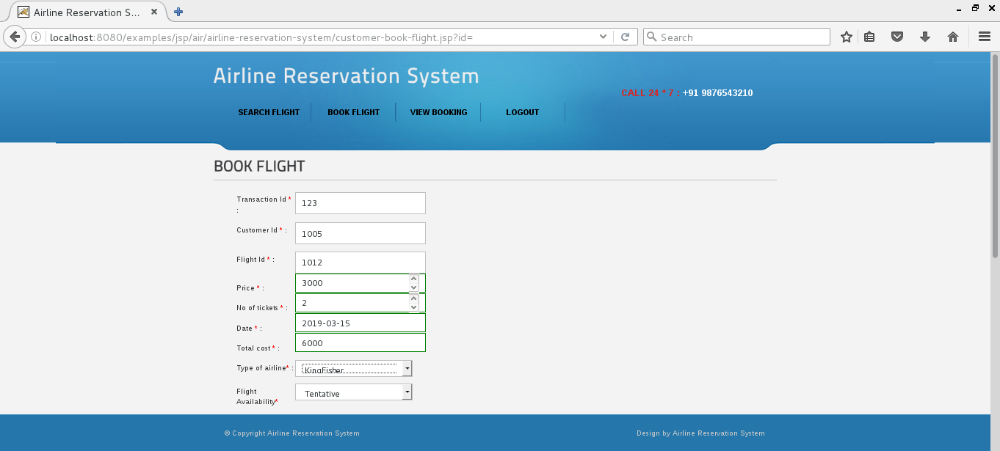 Airline Reservation S...
localhost:8080/examples/jsp/air/airline-reservation-system/customer-book-flight.jsp?id=
Search
Airline Reservation System
CALL 24 * 7 : +91 9876543210
SEARCH FLIGHT BOOK FLIGHT VIEW BOOKING LOGOUT
BOOK FLIGHT
Transaction Id * 123
:
Customer Id * : 1005
Flight Id * : 1012
Price * : 3000
No of tickets * : 2
Date * : 2019-03-15
Total cost * : 6000
Type of airline* : KingFisher
Flight Tentative
Availability*
© Copyright Airline Reservation System Design by Airline Reservation System